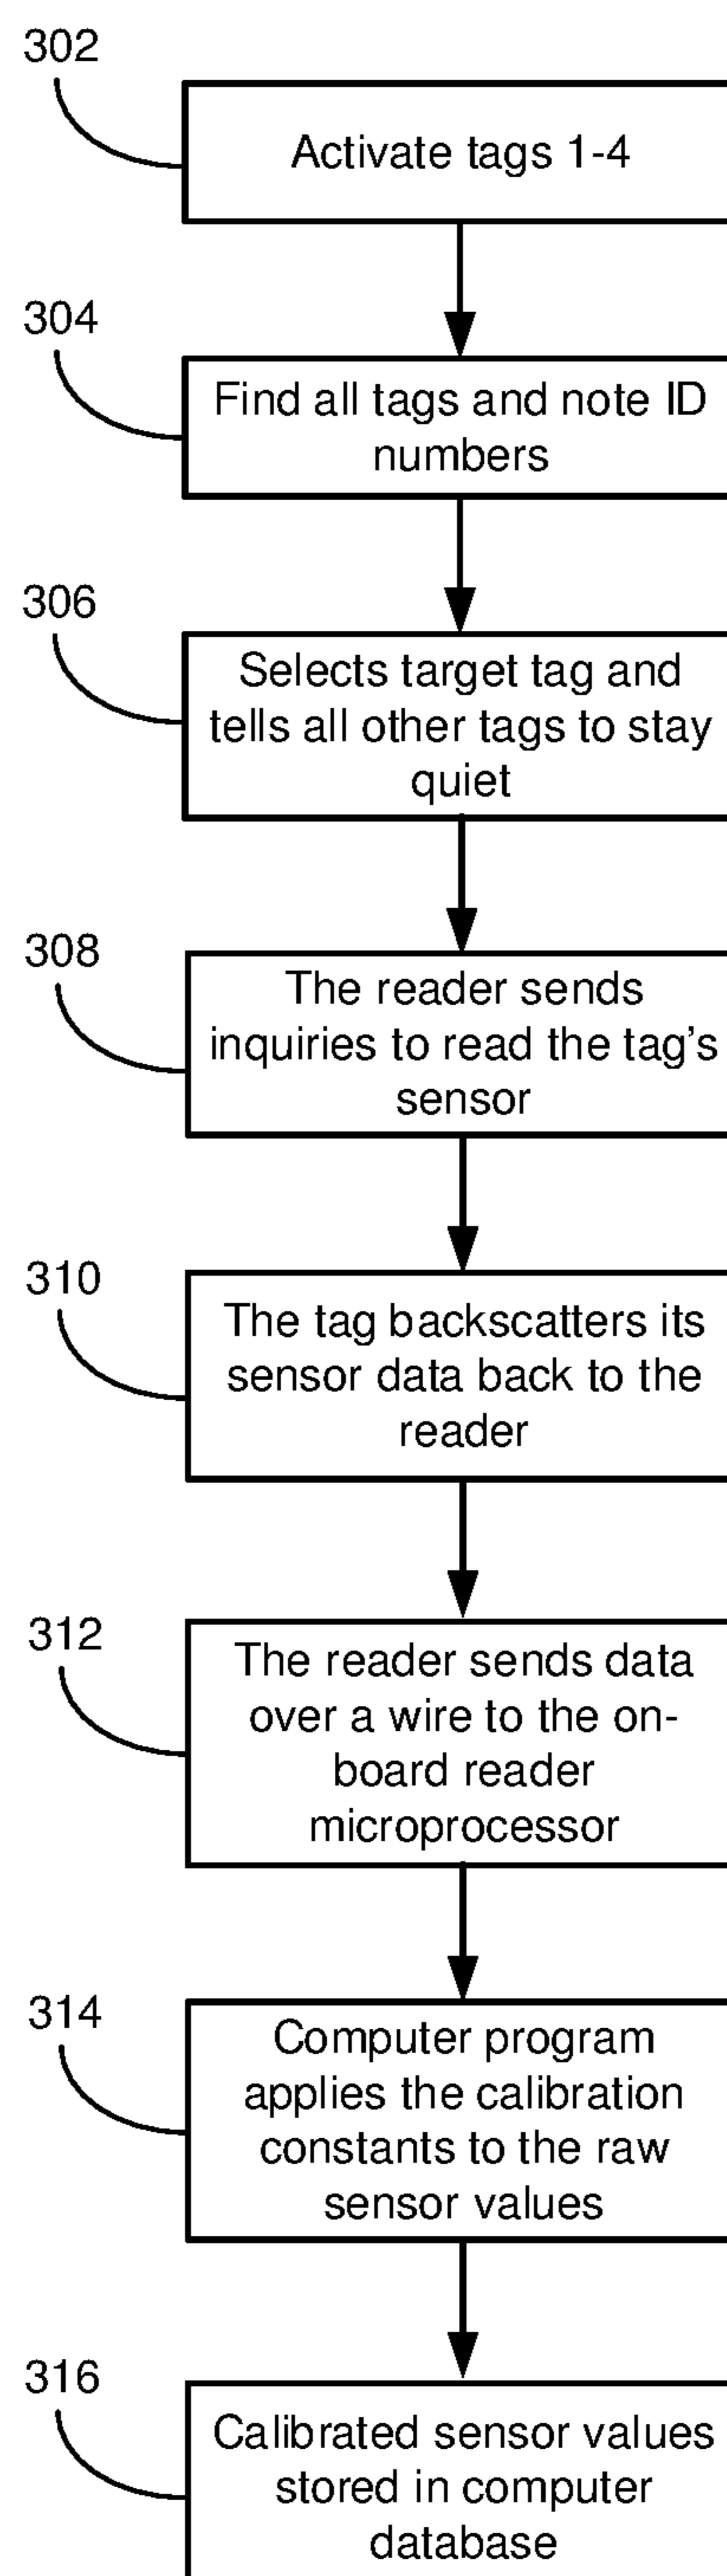 302
Activate tags 1-4
304
Find all tags and note ID
numbers
306
Selects target tag and
tells all other tags to stay
quiet
308
The reader sends
inquiries to read the tag's
sensor
310
The tag backscatters its
sensor data back to the
reader
312
The reader sends data
over a wire to the on-
board reader
microprocessor
314
Computer program
applies the calibration
constants to the raw
sensor values
316
Calibrated sensor values
stored in computer
database